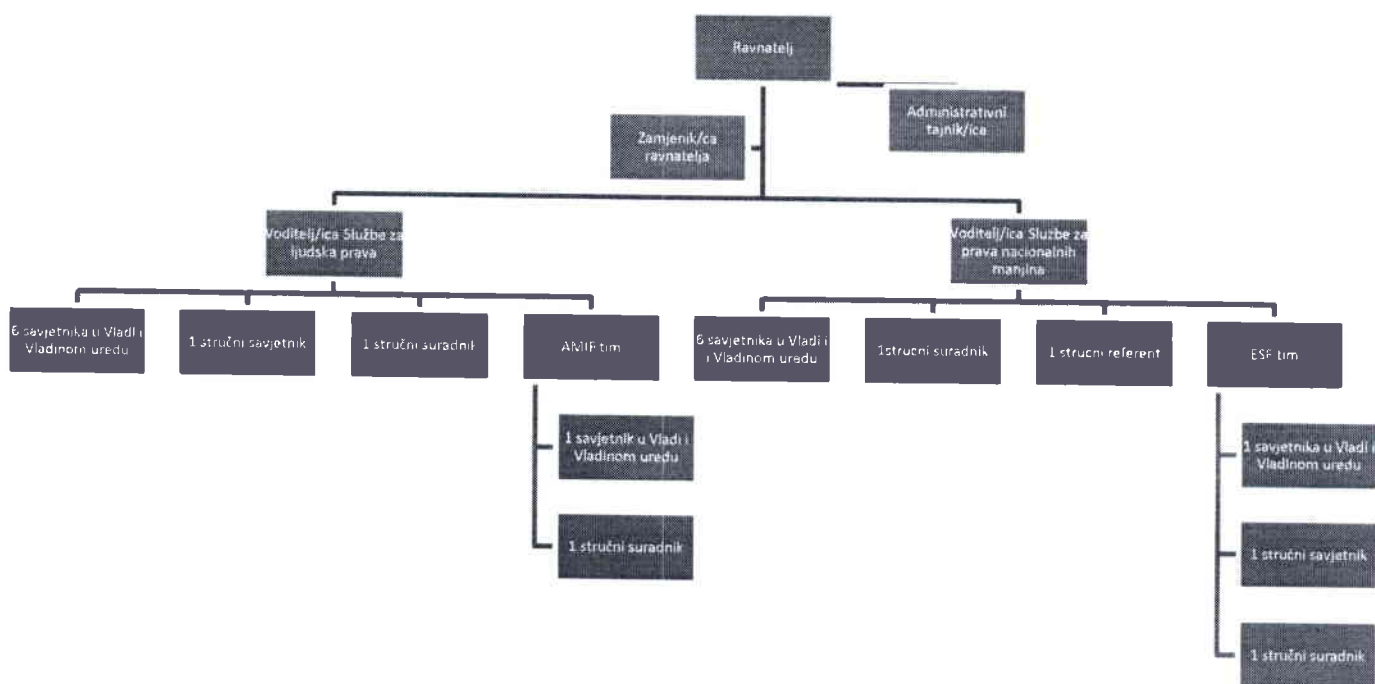 Ravnatelj
Administrativni
tajnik/ica
Zamjenik/ca
ravnatelja
Voditelj/ica Službe za
ljudska prava
Voditelj/ica Službe za
prava nacionalnih
manjina
6 savjetnika u Vladi i
Vladinom uredu
1 stručni savjetnik
1 stručni suradnik
AMIF tim
6 savjetnika u Vladi i
i Vladinom uredu
1stručni suradnik
1 stručni referent
ESF tim
1 savjetnik u Vladi i
Vladinom uredu
1 stručni suradnik
1 savjetnika u Vladi i
Vladinom uredu
1 stručni savjetnik
1 stručni suradnik